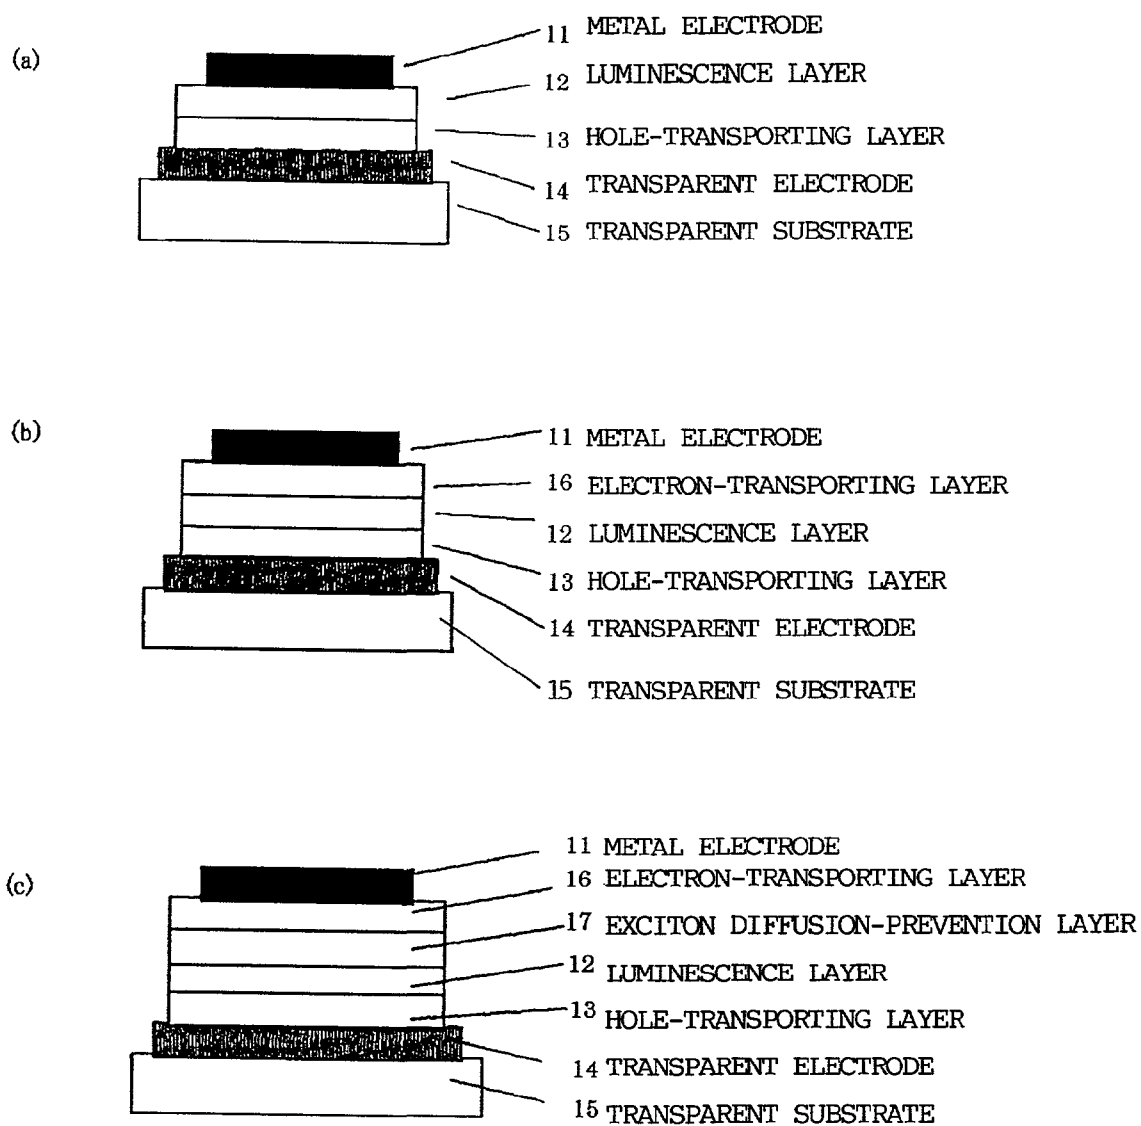 (a)
11 METAL ELECTRODE
12 LUMINESCENCE LAYER
13 HOLE-TRANSPORTING LAYER
14 TRANSPARENT ELECTRODE
15 TRANSPARENT SUBSTRATE
(b)
11 METAL ELECTRODE
16 ELECTRON-TRANSPORTING LAYER
12 LUMINESCENCE LAYER
13 HOLE-TRANSPORTING LAYER
14 TRANSPARENT ELECTRODE
15 TRANSPARENT SUBSTRATE
(c)
11 METAL ELECTRODE
16 ELECTRON-TRANSPORTING LAYER
17 EXCITON DIFFUSION-PREVENTION LAYER
12 LUMINESCENCE LAYER
13 HOLE-TRANSPORTING LAYER
14 TRANSPARENT ELECTRODE
15 TRANSPARENT SUBSTRATE